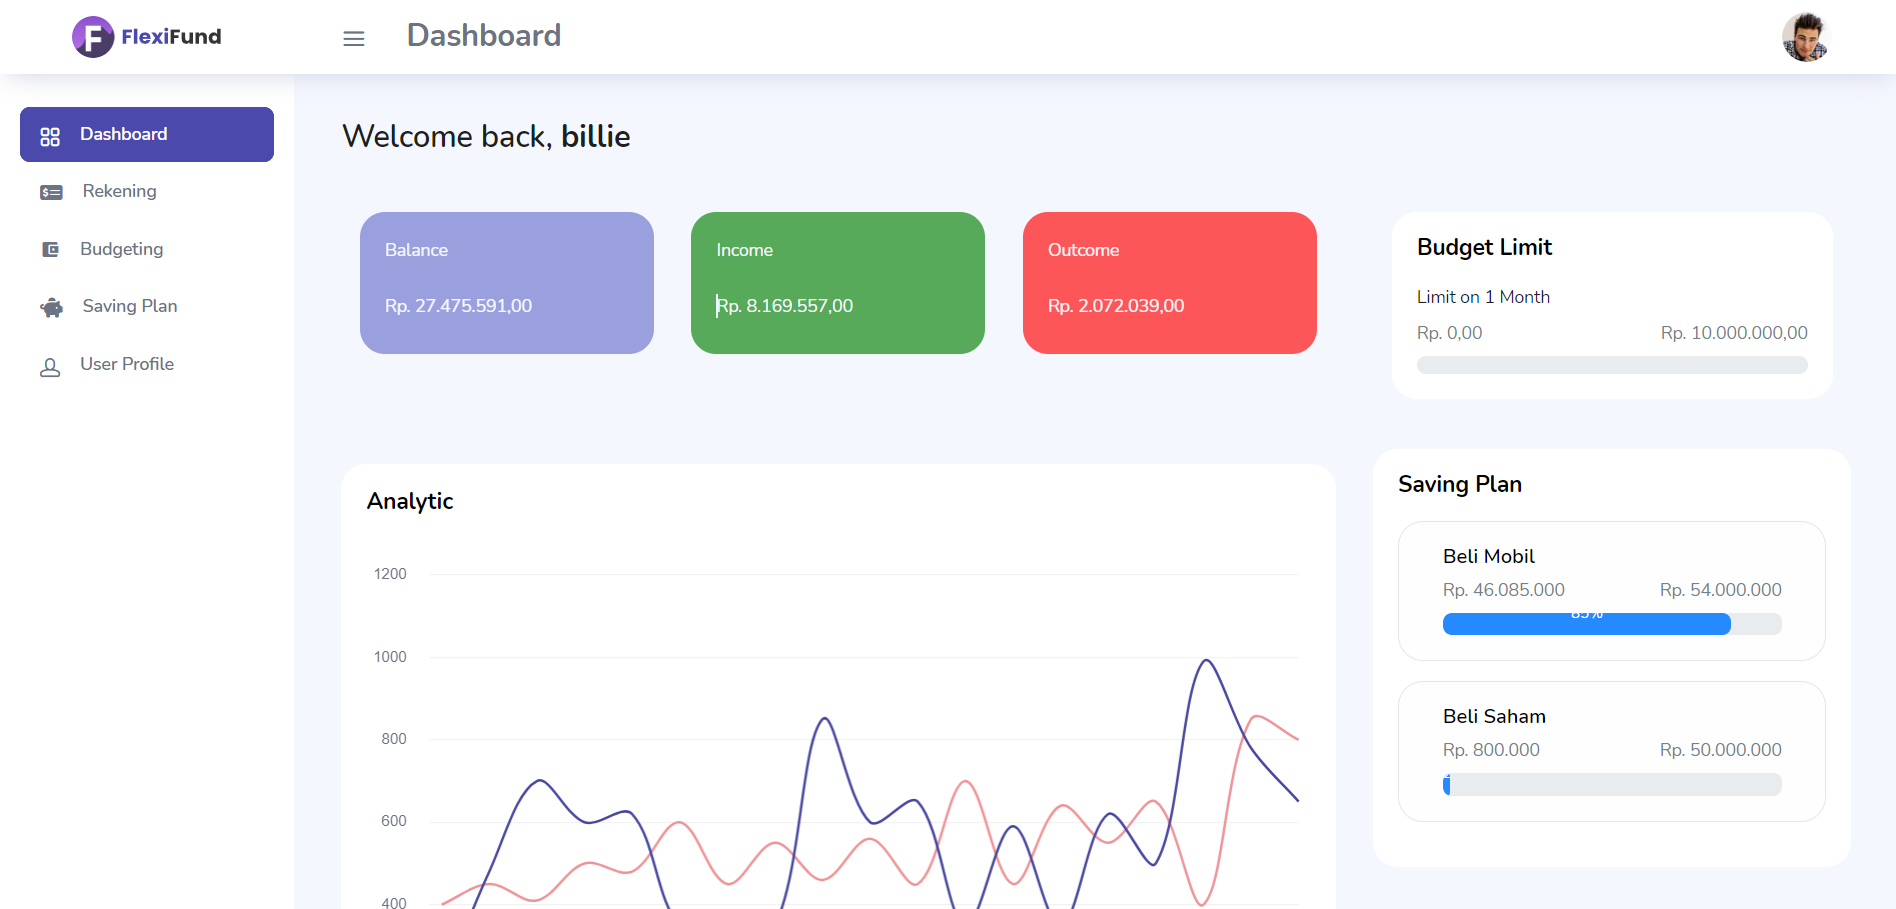 FlexiFund
Dashboard
Dashboard
Rekening
Budgeting
Saving Plan
User Profile
Welcome back, billie
Balance
Rp. 27.475.591,00
Income
Rp. 8.169.557,00
Outcome
Rp. 2.072.039,00
Budget Limit
Limit on 1 Month
Rp. 0,00 Rp. 10.000.000,00
Analytic
1200
1000
800
600
400
Saving Plan
Beli Mobil
Rp. 46.085.000 Rp. 54.000.000
85%
Beli Saham
Rp. 800.000 Rp. 50.000.000